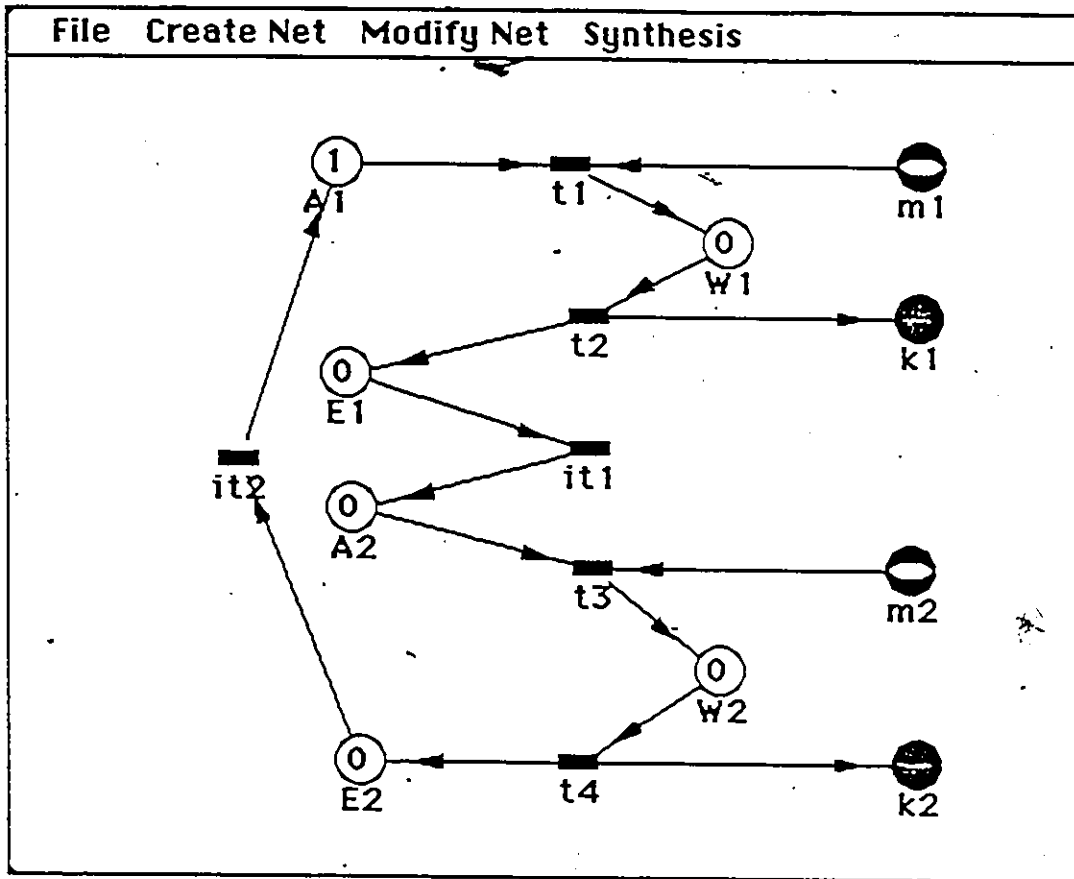 File Create Net Modify Net Synthesis
1
A1
t1
m1
0
W1
t2
k1
0
E1
it1
it2
0
A2
t3
m2
0
W2
0
E2
t4
k2